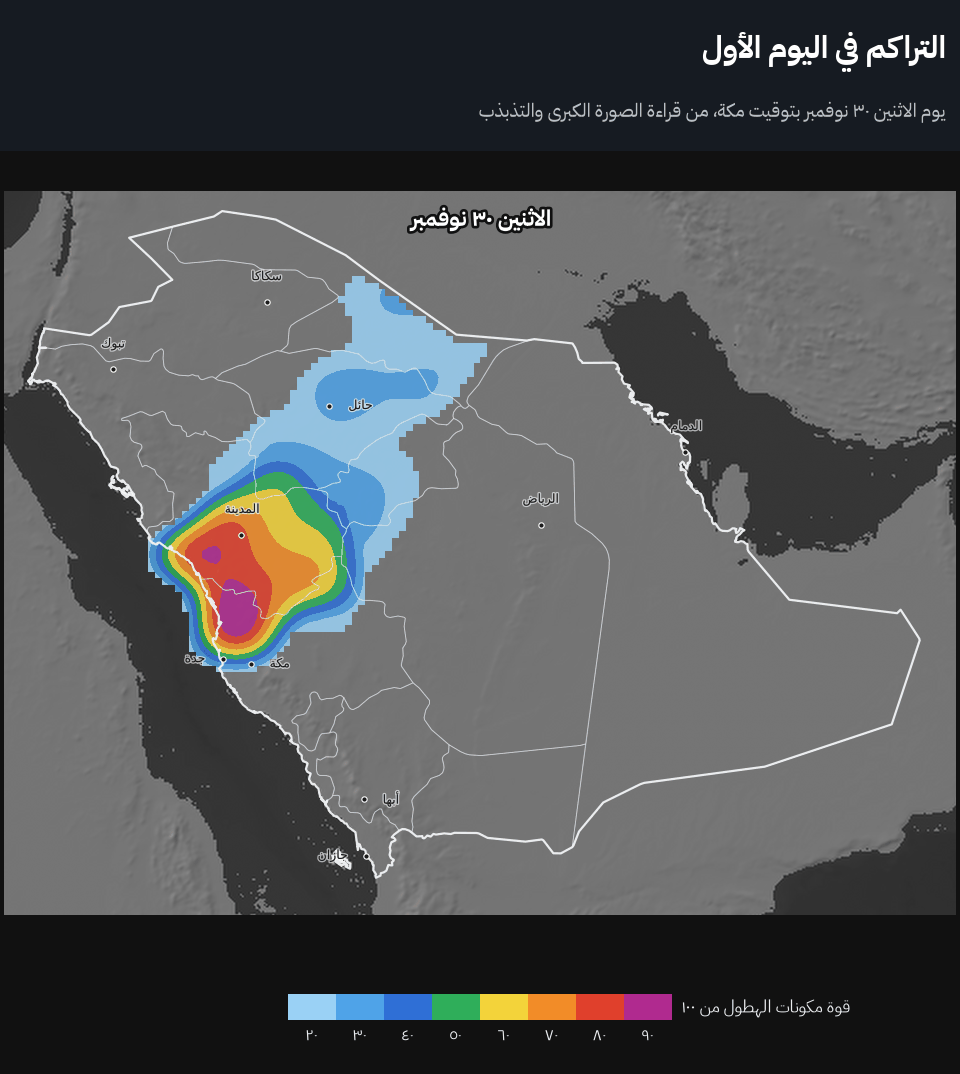 التراكم في اليوم الأول
يوم الاثنين ٣٠ نوفمبر بتوقيت مكة، من قراءة الصورة الكبرى والتذبذب
الاثنين ٣٠ نوفمبر
سكاكا
تبوك
حائل
الدمام
الرياض
المدينة
جدة
مكة
أبها
جازان
قوة مكونات الهطول من ١٠٠
٢٠ ٣٠ ٤٠ ٥٠ ٦٠ ٧٠ ٨٠ ٩٠